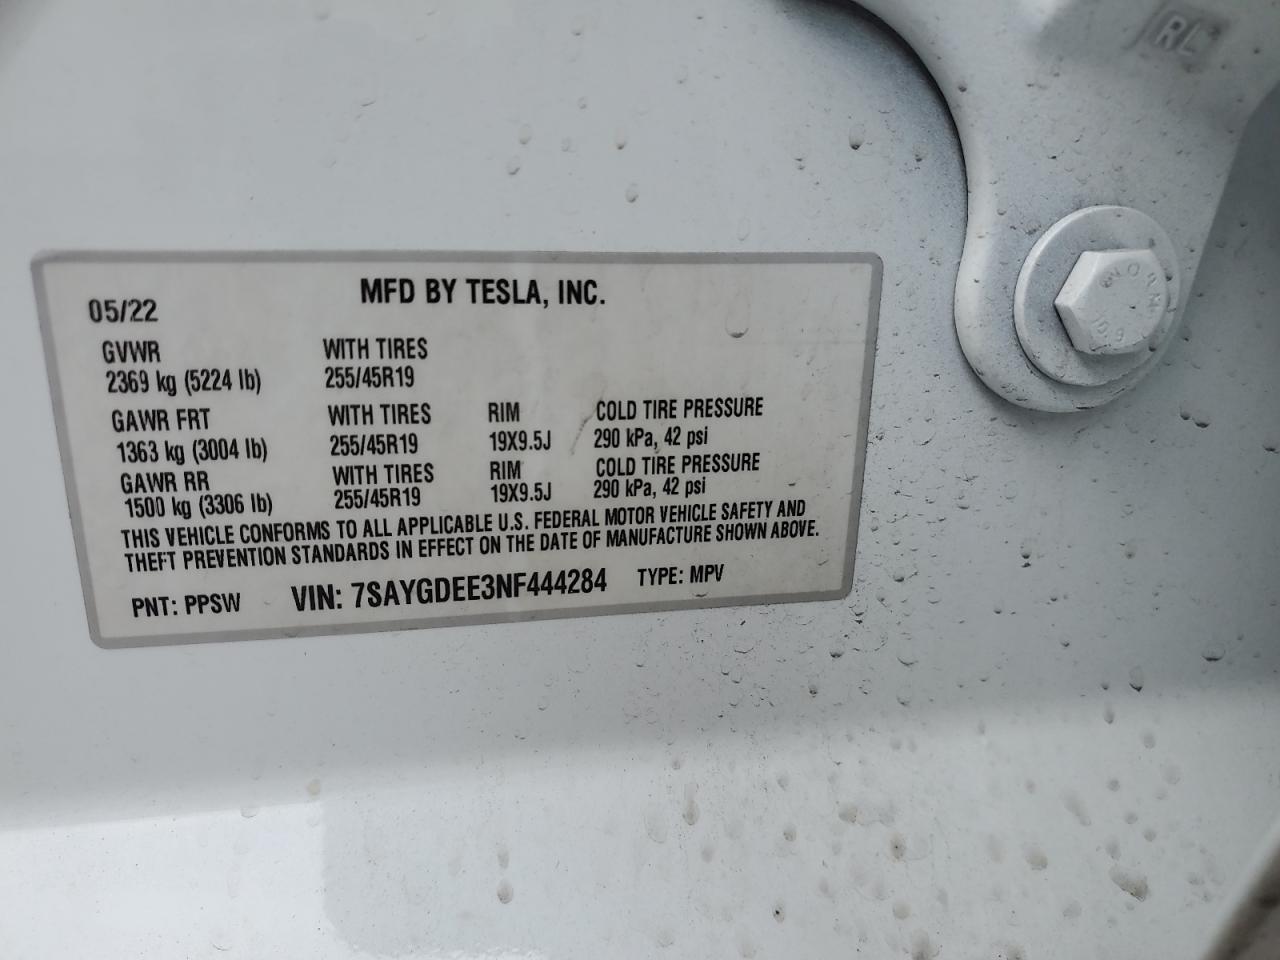 RL
MFD BY TESLA, INC.
05/22
GVWR WITH TIRES
2369 kg (5224 lb) 255/45R19
GAWR FRT WITH TIRES RIM COLD TIRE PRESSURE
1363 kg (3004 lb) 255/45R19 19X9.5J 290 kPa, 42 psi
GAWR RR WITH TIRES RIM COLD TIRE PRESSURE
1500 kg (3306 lb) 255/45R19 19X9.5J 290 kPa, 42 psi
THIS VEHICLE CONFORMS TO ALL APPLICABLE U.S. FEDERAL MOTOR VEHICLE SAFETY AND
THEFT PREVENTION STANDARDS IN EFFECT ON THE DATE OF MANUFACTURE SHOWN ABOVE.
PNT: PPSW VIN: 7SAYGDEE3NF444284 TYPE: MPV
10.9